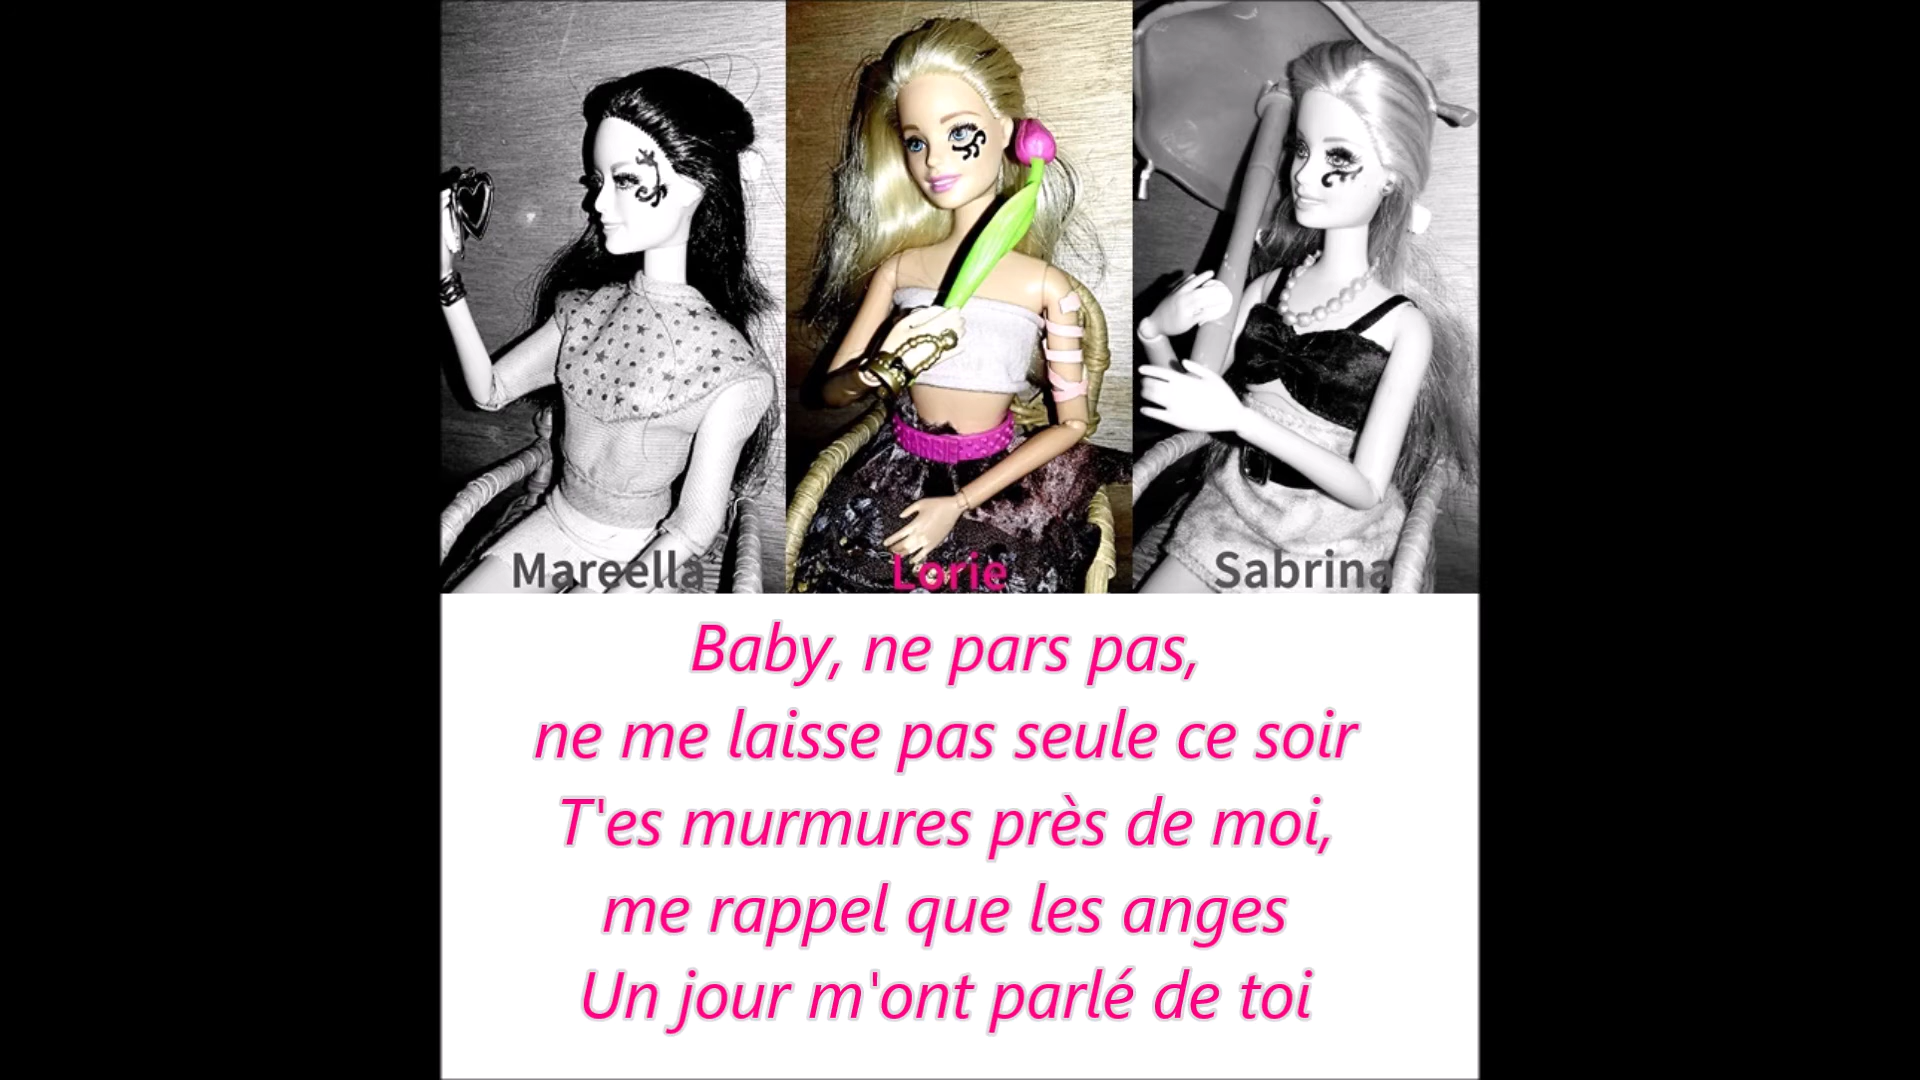 Mareella
Lorie
Sabrina
Baby, ne pars pas,
ne me laisse pas seule ce soir
T'es murmures près de moi,
me rappel que les anges
Un jour m'ont parlé de toi